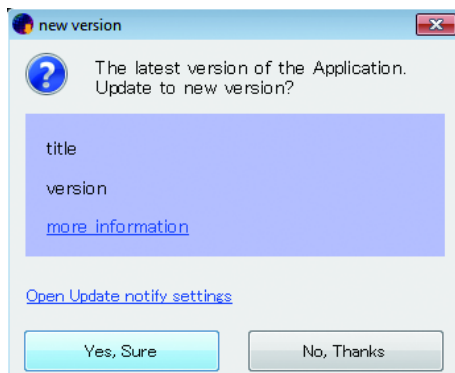 new version
The latest version of the Application.
Update to new version?
title
version
more information
Open Update notify settings
Yes, Sure
No, Thanks